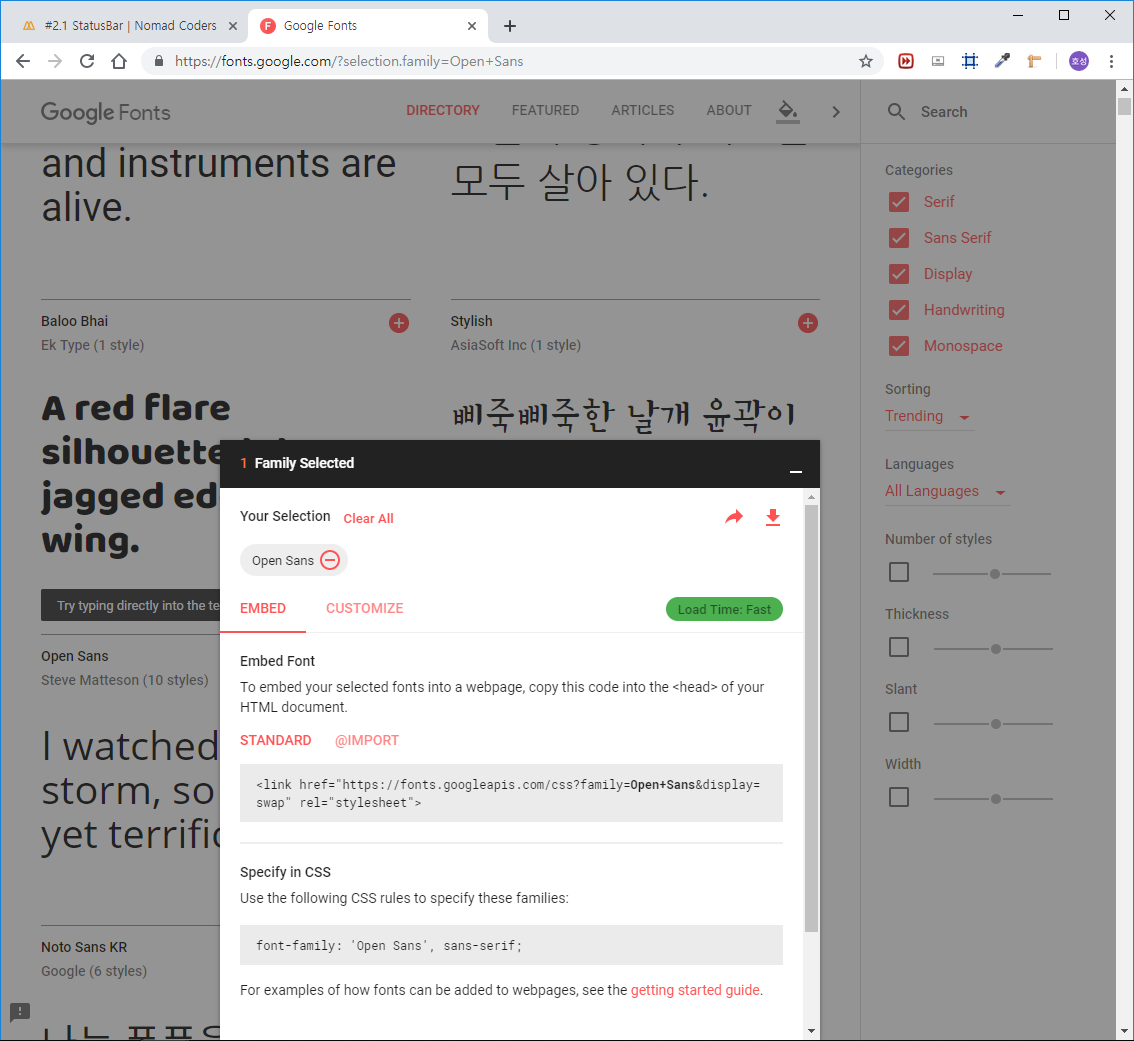 #2.1 StatusBar | Nomad Coders
Google Fonts
https://fonts.google.com/?selection.family=Open+Sans
호성
Google Fonts
DIRECTORY
FEATURED
ARTICLES
ABOUT
Search
and instruments are
alive.
모두 살아 있다.
Baloo Bhai
Ek Type (1 style)
A red flare
silhouette
jagged ed
wing.
Stylish
AsiaSoft Inc (1 style)
삐죽삐죽한 날개 윤곽이
Try typing directly into the te
Open Sans
Steve Matteson (10 styles)
I watched
storm, so
yet terrific
Noto Sans KR
Google (6 styles)
Categories
Serif
Sans Serif
Display
Handwriting
Monospace
Sorting
Trending
Languages
All Languages
Number of styles
Thickness
Slant
Width
1 Family Selected
Your Selection
Clear All
Open Sans
EMBED
CUSTOMIZE
Load Time: Fast
Embed Font
To embed your selected fonts into a webpage, copy this code into the <head> of your
HTML document.
STANDARD
@IMPORT
<link href="https://fonts.googleapis.com/css?family=Open+Sans&display=
swap" rel="stylesheet">
Specify in CSS
Use the following CSS rules to specify these families:
font-family: 'Open Sans', sans-serif;
For examples of how fonts can be added to webpages, see the getting started guide.